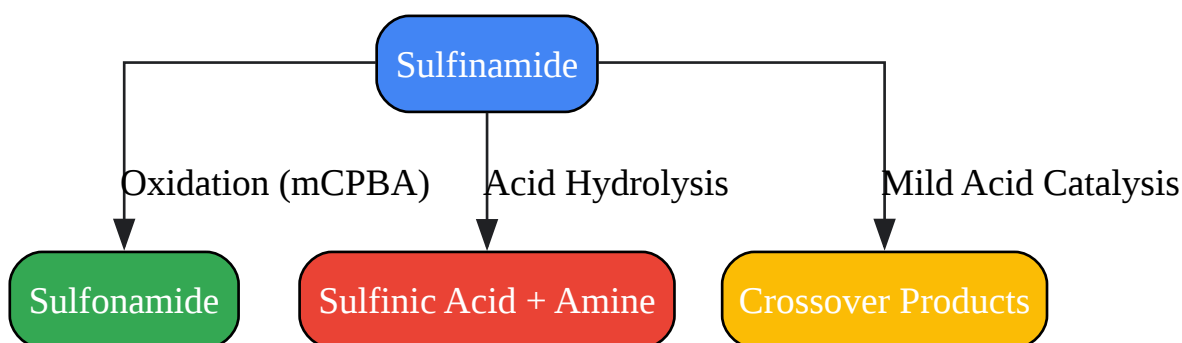 Sulfinamide
Oxidation (mCPBA)
Acid Hydrolysis
Mild Acid Catalysis
Sulfonamide
Sulfinic Acid + Amine
Crossover Products